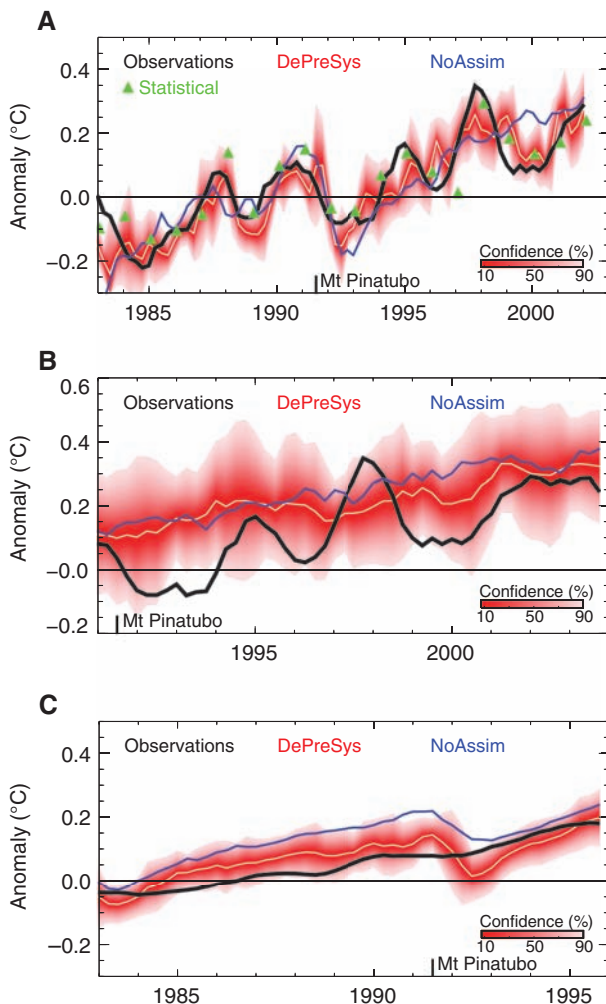 A
Observations DePreSys NoAssim
Statistical
0.4
0.2
0.0
−0.2
Anomaly (°C)
Confidence (%)
10 50 90
Mt Pinatubo
1985 1990 1995 2000
B
0.6
Observations DePreSys NoAssim
0.4
0.2
-0.0
-0.2
Anomaly (°C)
Confidence (%)
10 50 90
Mt Pinatubo
1995 2000
C
Observations DePreSys NoAssim
0.4
0.2
0.0
−0.2
Anomaly (°C)
Confidence (%)
10 50 90
Mt Pinatubo
1985 1990 1995